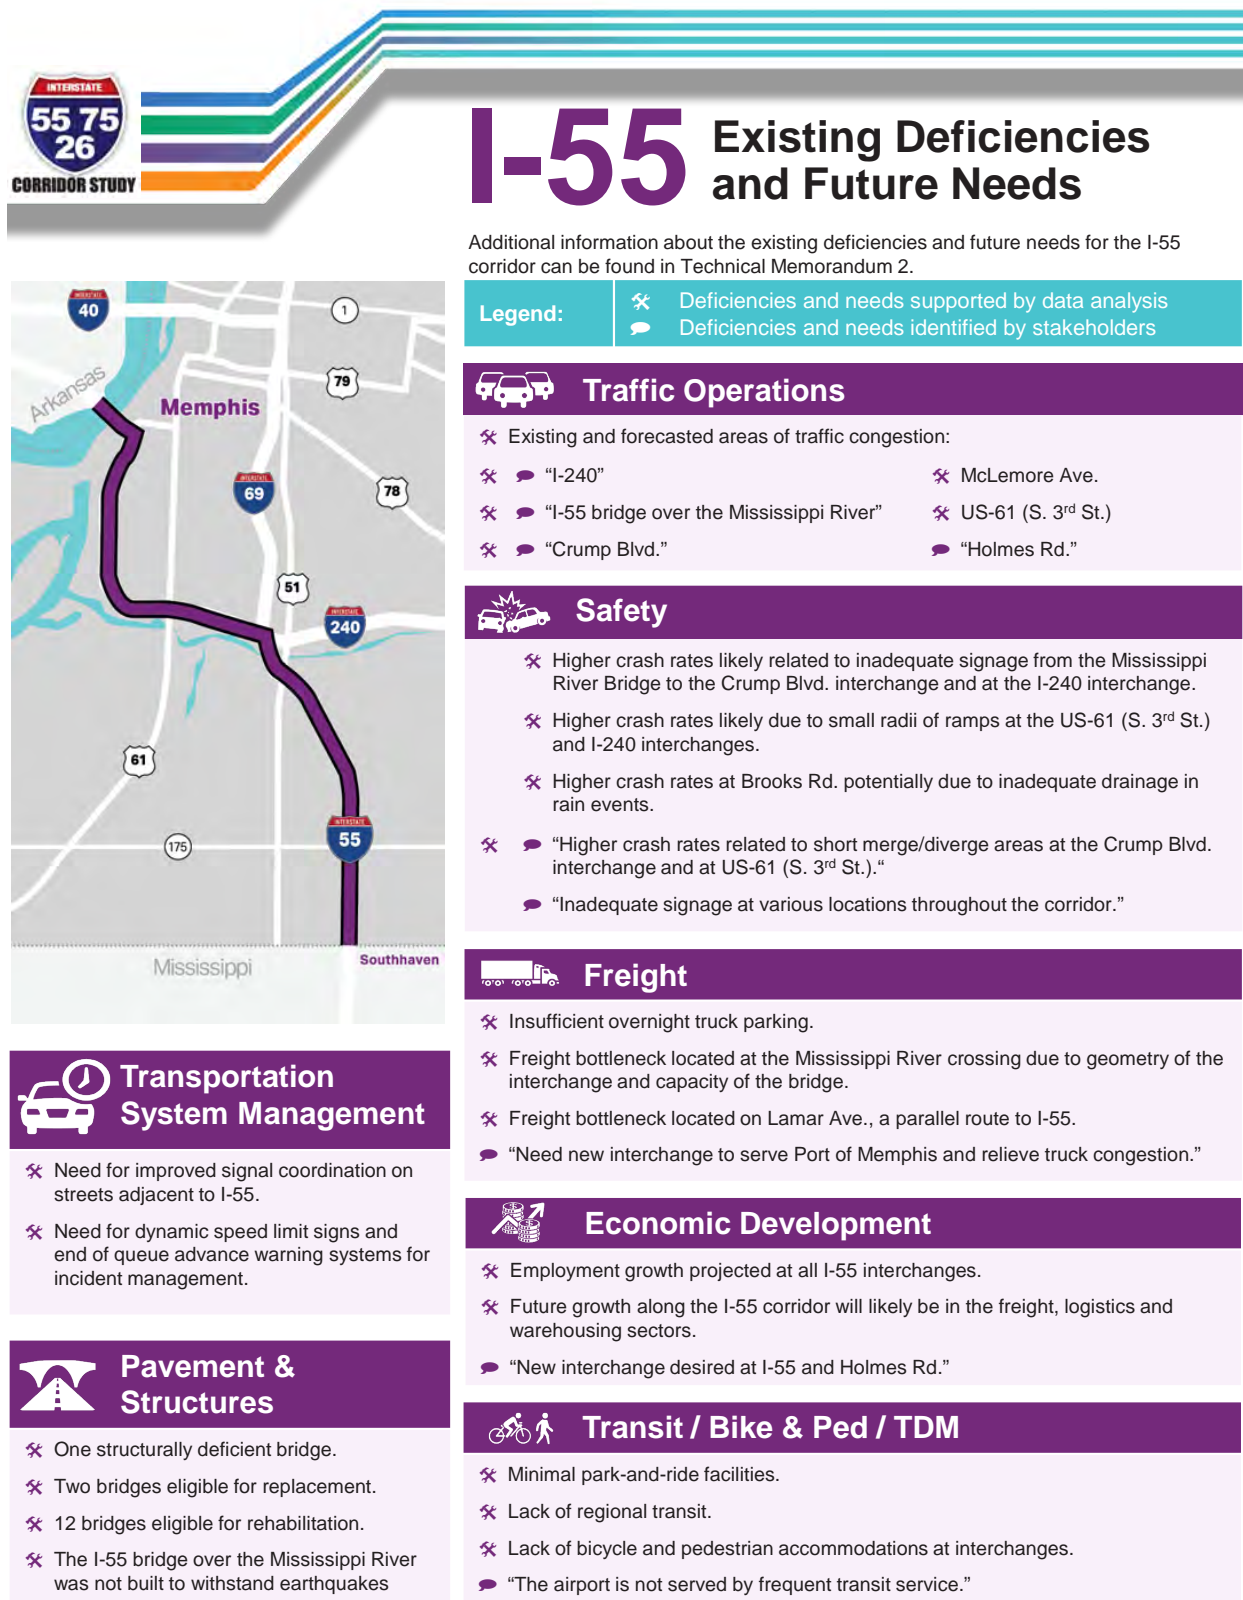 INTERSTATE
55 75
26
CORRIDOR STUDY
I-55
Existing Deficiencies
and Future Needs
Additional information about the existing deficiencies and future needs for the I-55
corridor can be found in Technical Memorandum 2.
Legend:
Deficiencies and needs supported by data analysis
Deficiencies and needs identified by stakeholders
INTERSTATE
40
1
79
Arkansas
Memphis
INTERSTATE
69
78
51
INTERSTATE
240
61
INTERSTATE
55
175
Mississippi
Southhaven
Traffic Operations
Existing and forecasted areas of traffic congestion:
“I-240”
McLemore Ave.
“I-55 bridge over the Mississippi River”
US-61 (S. 3rd St.)
“Crump Blvd.”
“Holmes Rd.”
Safety
Higher crash rates likely related to inadequate signage from the Mississippi
River Bridge to the Crump Blvd. interchange and at the I-240 interchange.
Higher crash rates likely due to small radii of ramps at the US-61 (S. 3rd St.)
and I-240 interchanges.
Higher crash rates at Brooks Rd. potentially due to inadequate drainage in
rain events.
“Higher crash rates related to short merge/diverge areas at the Crump Blvd.
interchange and at US-61 (S. 3rd St.).“
“Inadequate signage at various locations throughout the corridor.”
Freight
Insufficient overnight truck parking.
Freight bottleneck located at the Mississippi River crossing due to geometry of the
interchange and capacity of the bridge.
Freight bottleneck located on Lamar Ave., a parallel route to I-55.
“Need new interchange to serve Port of Memphis and relieve truck congestion.”
Transportation
System Management
Need for improved signal coordination on
streets adjacent to I-55.
Need for dynamic speed limit signs and
end of queue advance warning systems for
incident management.
Economic Development
Employment growth projected at all I-55 interchanges.
Future growth along the I-55 corridor will likely be in the freight, logistics and
warehousing sectors.
“New interchange desired at I-55 and Holmes Rd.”
Pavement &
Structures
One structurally deficient bridge.
Two bridges eligible for replacement.
12 bridges eligible for rehabilitation.
The I-55 bridge over the Mississippi River
was not built to withstand earthquakes
Transit / Bike & Ped / TDM
Minimal park-and-ride facilities.
Lack of regional transit.
Lack of bicycle and pedestrian accommodations at interchanges.
“The airport is not served by frequent transit service.”